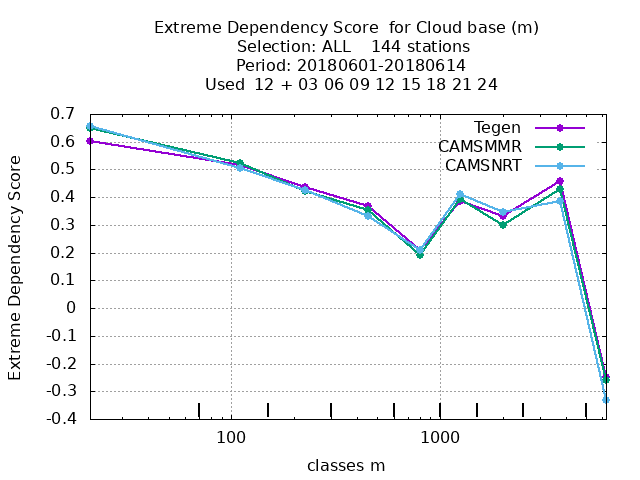 Extreme Dependency Score  for Cloud base (m)
Selection: ALL    144 stations
Period: 20180601-20180614
Used  12 + 03 06 09 12 15 18 21 24
Extreme Dependency Score
0.7
0.6
0.5
0.4
0.3
0.2
0.1
0
-0.1
-0.2
-0.3
-0.4
Tegen
CAMSMMR
CAMSNRT
100 1000
classes m